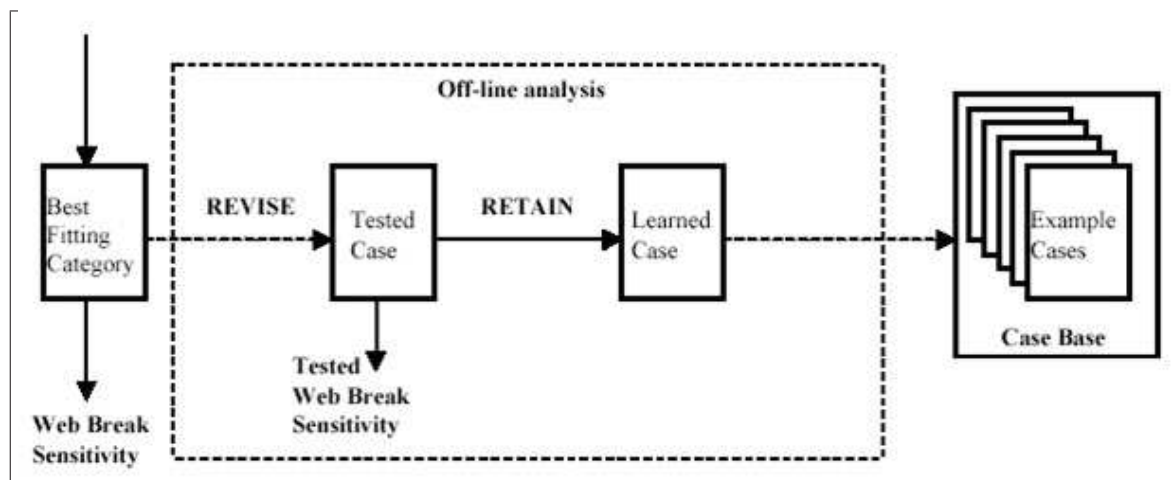 Off-line analysis
Best
Fitting
Category
REVISE
Tested
Case
RETAIN
Learned
Case
Example
Cases
Case Base
Tested
Web Break
Sensitivity
Web Break
Sensitivity